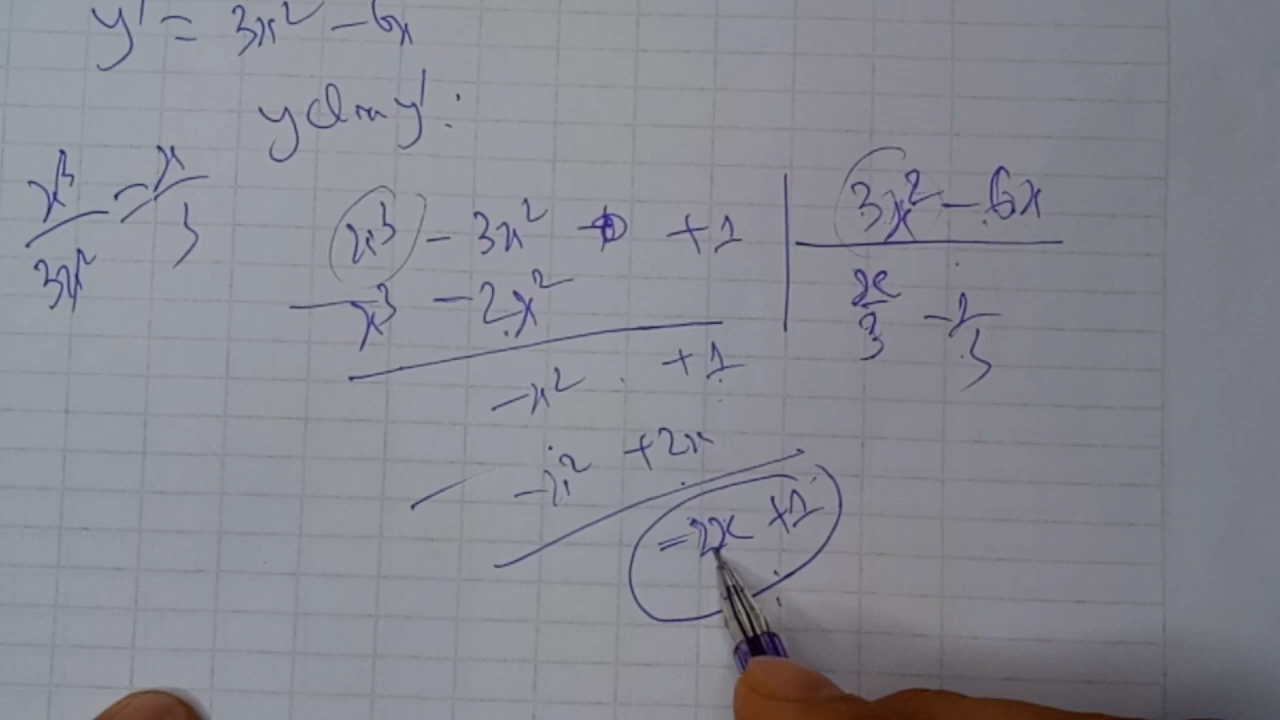 y' = 3x² - 6x
y chia y':
x³/3x² = x/3
x³ - 3x² + 0 + 1 | 3x² - 6x
x³ - 2x² | x/3 - 1/3
-x² + 1
-x² + 2x
-2x + 1